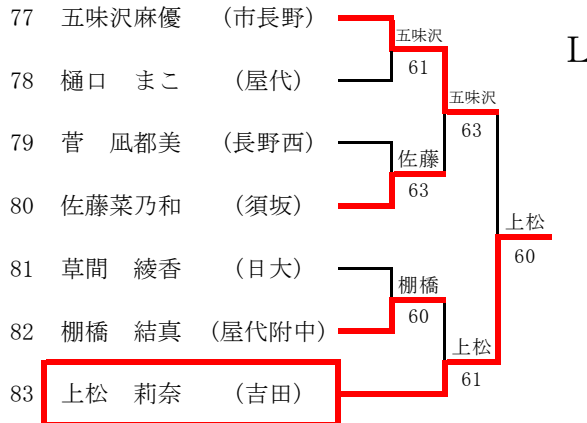 77 五味沢麻優 (市長野)
五味沢
61
L
78 樋口 まこ (屋代)
五味沢
63
79 菅 凪都美 (長野西)
佐藤
63
80 佐藤菜乃和 (須坂)
上松
60
81 草間 綾香 (日大)
棚橋
60
82 棚橋 結真 (屋代附中)
上松
61
83 上松 莉奈 (吉田)